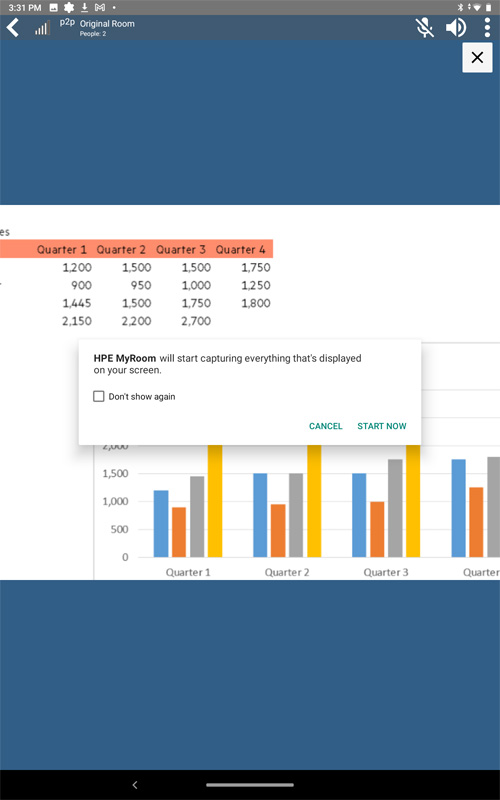 3:31 PM
p2p Original Room
People: 2
es
Quarter 1 Quarter 2 Quarter 3 Quarter 4
1,200 1,500 1,500 1,750
900 950 1,000 1,250
1,445 1,500 1,750 1,800
2,150 2,200 2,700
HPE MyRoom will start capturing everything that's displayed
on your screen.
Don't show again
CANCEL START NOW
2,000
1,500
1,000
500
0
Quarter 1 Quarter 2 Quarter 3 Quarter